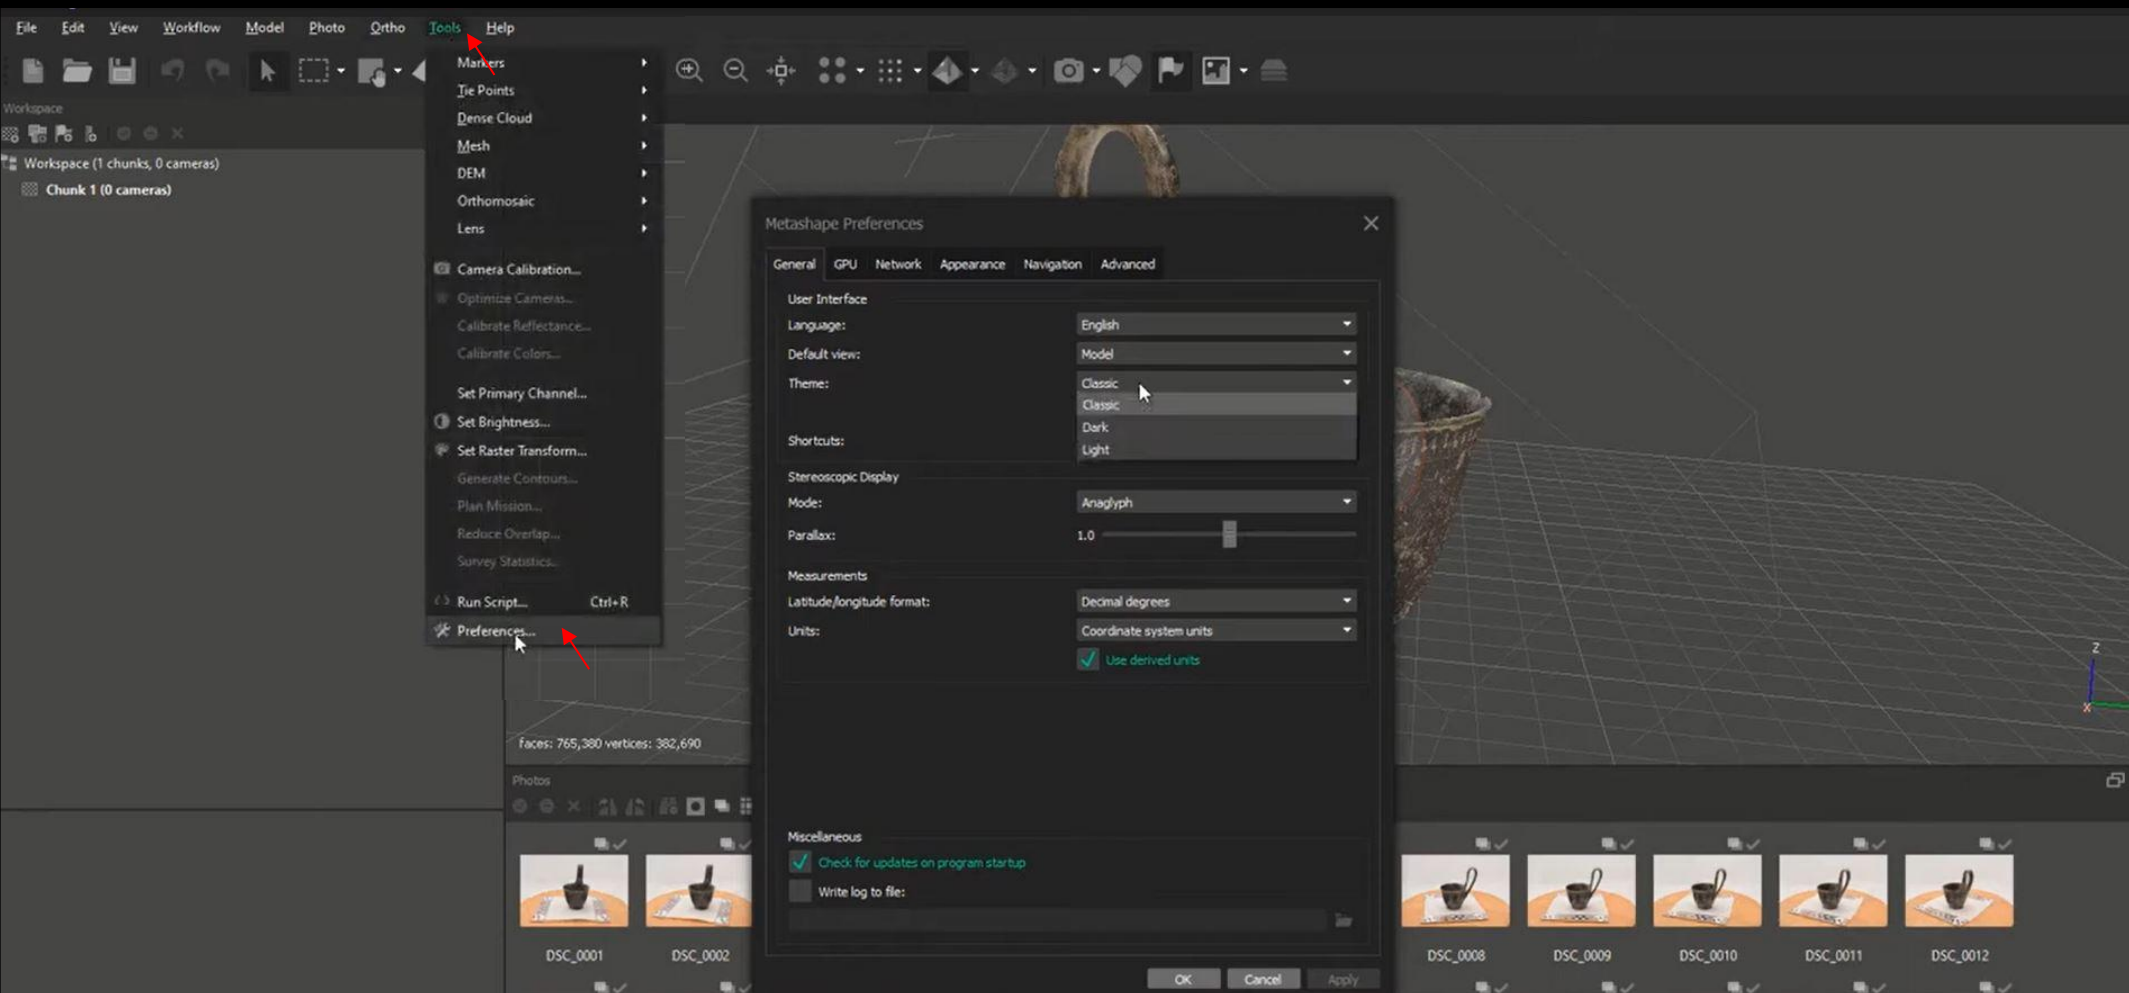 File Edit View Workflow Model Photo Ortho Tools Help
Workspace
Workspace (1 chunks, 0 cameras)
Chunk 1 (0 cameras)
Markers
Tie Points
Dense Cloud
Mesh
DEM
Orthomosaic
Lens
Camera Calibration...
Optimize Cameras...
Calibrate Reflectance...
Calibrate Colors...
Set Primary Channel...
Set Brightness...
Set Raster Transform...
Generate Contours...
Plan Mission...
Reduce Overlap...
Survey Statistics...
Run Script... Ctrl+R
Preferences...
Metashape Preferences
General GPU Network Appearance Navigation Advanced
User Interface
Language: English
Default view: Model
Theme: Classic
Classic
Dark
Light
Shortcuts:
Stereoscopic Display
Mode: Anaglyph
Parallax: 1.0
Measurements
Latitude/longitude format: Decimal degrees
Units: Coordinate system units
Use derived units
Miscellaneous
Check for updates on program startup
Write log to file:
OK Cancel Apply
Z
X
faces: 765,380 vertices: 382,690
Photos
DSC_0001 DSC_0002 DSC_0008 DSC_0009 DSC_0010 DSC_0011 DSC_0012